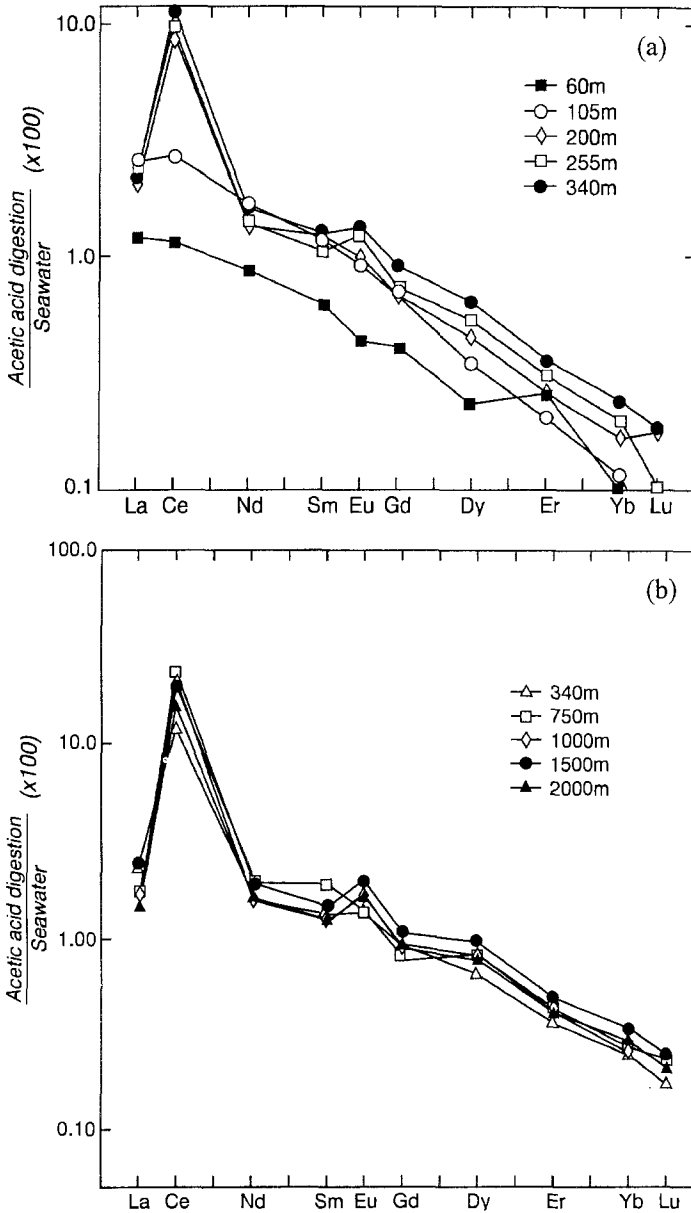 (a)
10.0
1.0
0.1
Acetic acid digestion (x100)
Seawater
60m
105m
200m
255m
340m
La Ce Nd Sm Eu Gd Dy Er Yb Lu
(b)
100.0
10.0
1.00
0.10
Acetic acid digestion (x100)
Seawater
340m
750m
1000m
1500m
2000m
La Ce Nd Sm Eu Gd Dy Er Yb Lu